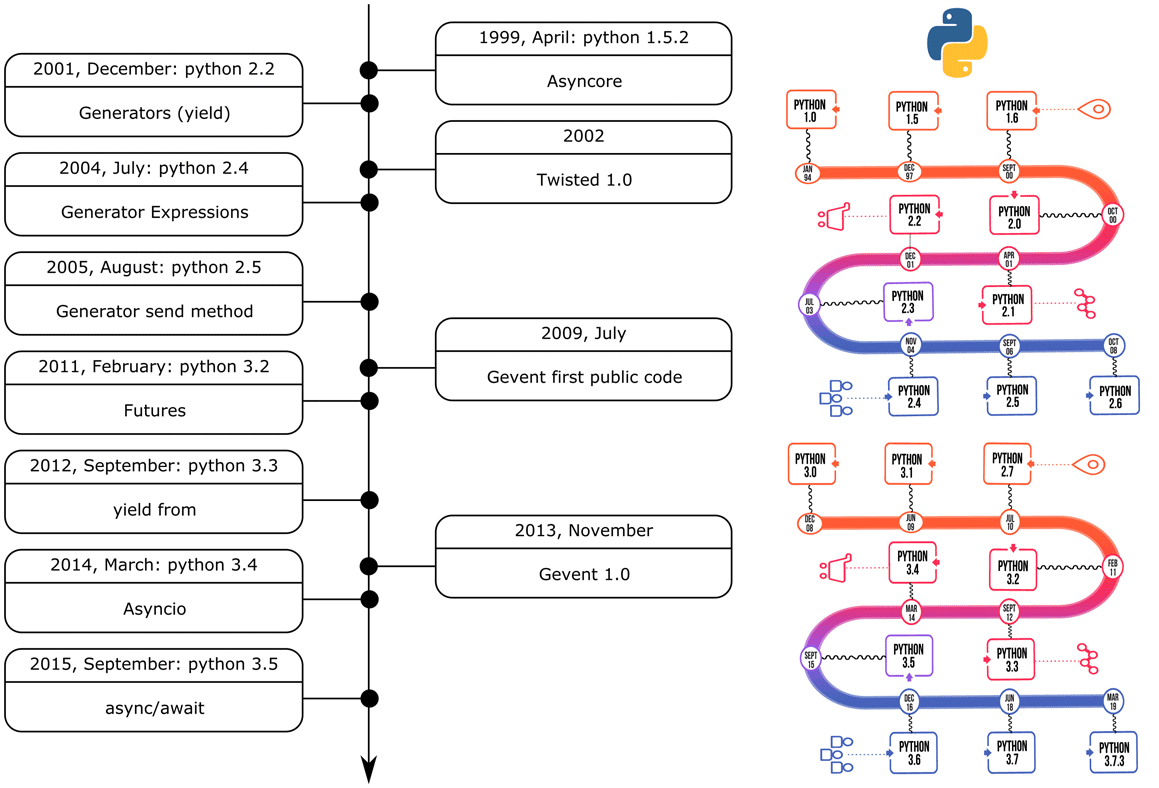 1999, April: python 1.5.2
Asyncore
2001, December: python 2.2
Generators (yield)
2002
Twisted 1.0
2004, July: python 2.4
Generator Expressions
2005, August: python 2.5
Generator send method
2009, July
Gevent first public code
2011, February: python 3.2
Futures
2012, September: python 3.3
yield from
2013, November
Gevent 1.0
2014, March: python 3.4
Asyncio
2015, September: python 3.5
async/await
PYTHON
1.0
PYTHON
1.5
PYTHON
1.6
JAN
94
DEC
97
SEPT
00
PYTHON
2.2
PYTHON
2.0
OCT
00
DEC
01
APR
01
JUL
03
PYTHON
2.3
PYTHON
2.1
NOV
04
SEPT
06
OCT
08
PYTHON
2.4
PYTHON
2.5
PYTHON
2.6
PYTHON
3.0
PYTHON
3.1
PYTHON
2.7
DEC
08
JUN
09
JUL
10
PYTHON
3.4
PYTHON
3.2
FEB
11
MAR
14
SEPT
12
SEPT
15
PYTHON
3.5
PYTHON
3.3
DEC
16
JUN
18
MAR
19
PYTHON
3.6
PYTHON
3.7
PYTHON
3.7.3